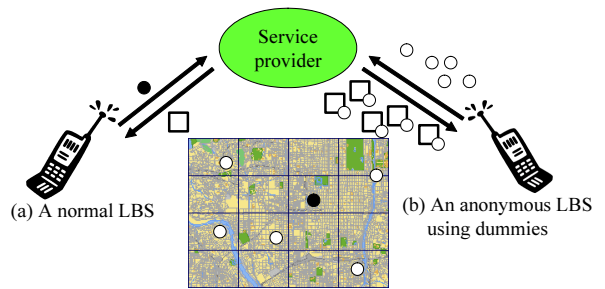 Service
provider
(a) A normal LBS
(b) An anonymous LBS
using dummies